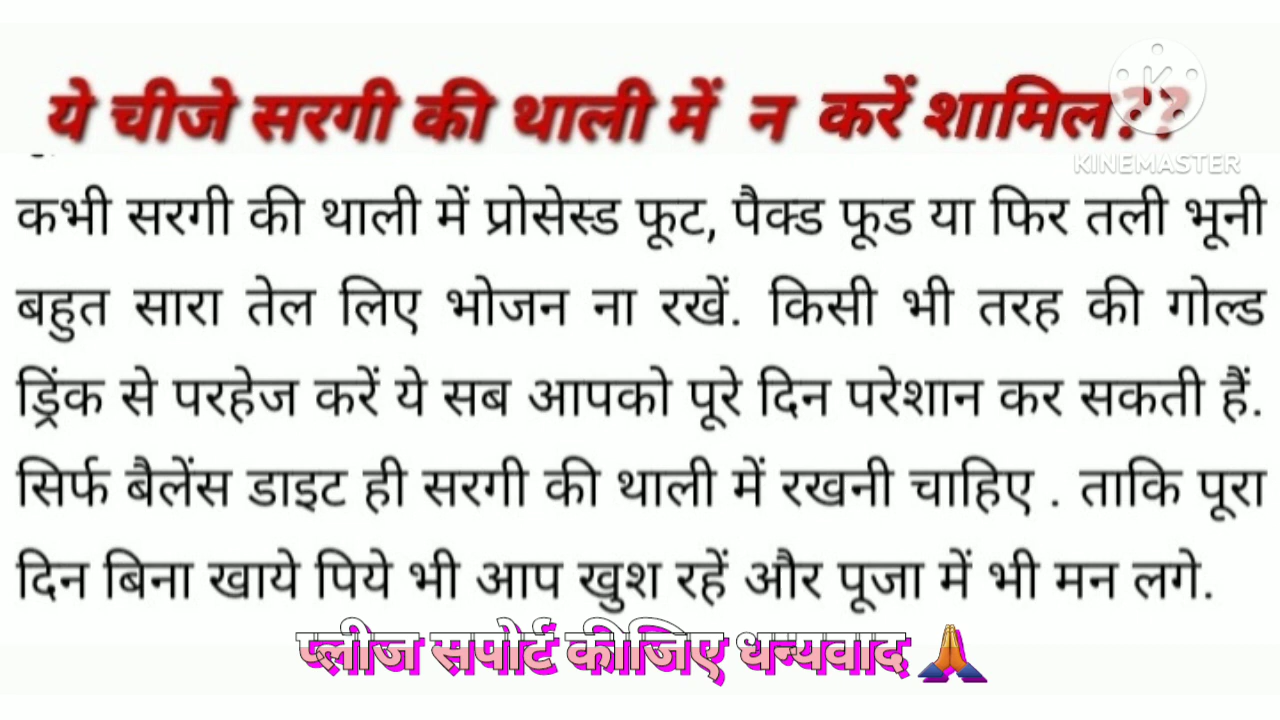 ये चीजे सरगी की थाली में न करें शामिल??
KINEMASTER
कभी सरगी की थाली में प्रोसेस्ड फूट, पैक्ड फूड या फिर तली भूनी
बहुत सारा तेल लिए भोजन ना रखें. किसी भी तरह की गोल्ड
ड्रिंक से परहेज करें ये सब आपको पूरे दिन परेशान कर सकती हैं.
सिर्फ बैलेंस डाइट ही सरगी की थाली में रखनी चाहिए . ताकि पूरा
दिन बिना खाये पिये भी आप खुश रहें और पूजा में भी मन लगे.
प्लीज सपोर्ट कीजिए धन्यवाद 🙏